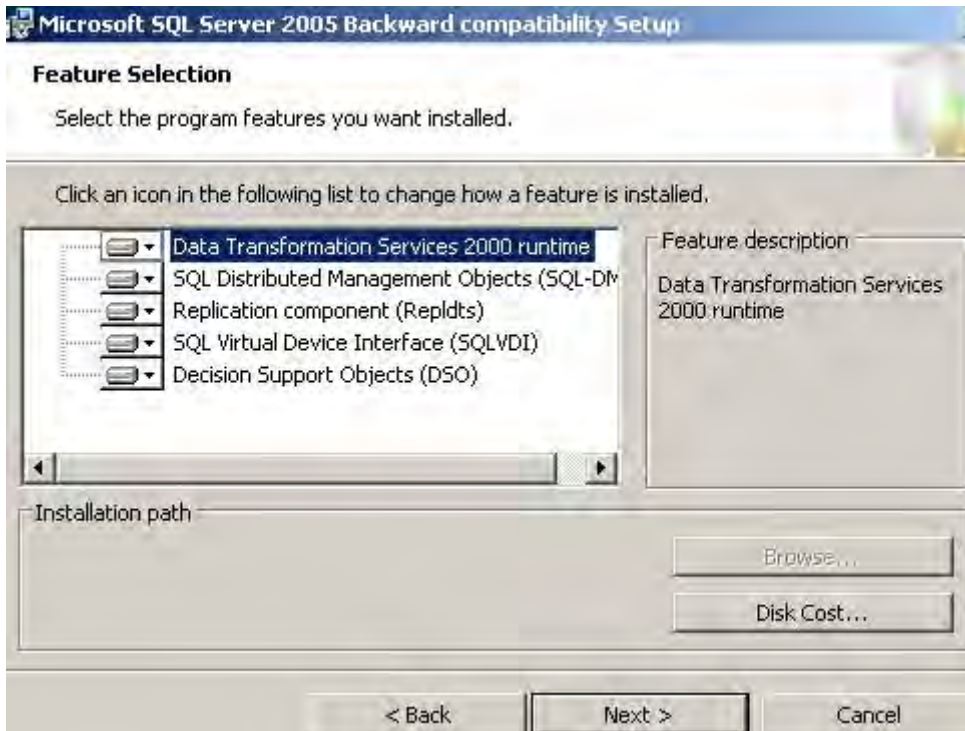 Microsoft SQL Server 2005 Backward compatibility Setup
Feature Selection
Select the program features you want installed.
Click an icon in the following list to change how a feature is installed.
Data Transformation Services 2000 runtime
SQL Distributed Management Objects (SQL-DM
Replication component (Repldts)
SQL Virtual Device Interface (SQLVDI)
Decision Support Objects (DSO)
Feature description
Data Transformation Services
2000 runtime
Installation path
Browse...
Disk Cost...
< Back
Next >
Cancel